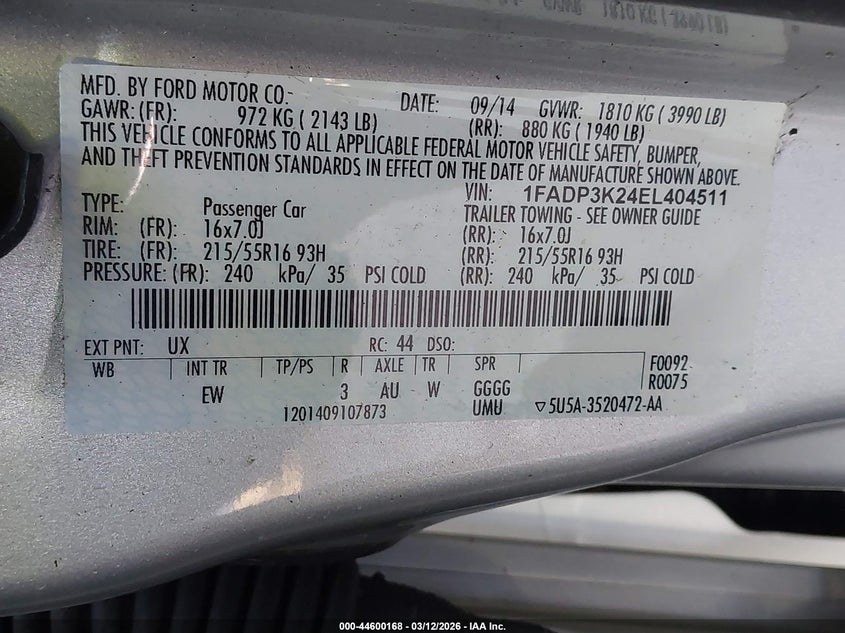 MFD. BY FORD MOTOR CO.
DATE: 09/14 GVWR: 1810 KG ( 3990 LB)
GAWR: (FR): 972 KG ( 2143 LB) (RR): 880 KG ( 1940 LB)
THIS VEHICLE CONFORMS TO ALL APPLICABLE FEDERAL MOTOR VEHICLE SAFETY, BUMPER,
AND THEFT PREVENTION STANDARDS IN EFFECT ON THE DATE OF MANUFACTURE SHOWN ABOVE.
VIN: 1FADP3K24EL404511
TYPE: Passenger Car TRAILER TOWING - SEE OWNER GUIDE
RIM: (FR): 16x7.0J (RR): 16x7.0J
TIRE: (FR): 215/55R16 93H (RR): 215/55R16 93H
PRESSURE: (FR): 240 kPa/ 35 PSI COLD (RR): 240 kPa/ 35 PSI COLD
EXT PNT: UX RC: 44 DSO:
WB INT TR TP/PS R AXLE TR SPR F0092
EW 3 AU W GGGG R0075
1201409107873 UMU ▽5U5A-3520472-AA
000-44600168 - 03/12/2026 - IAA Inc.